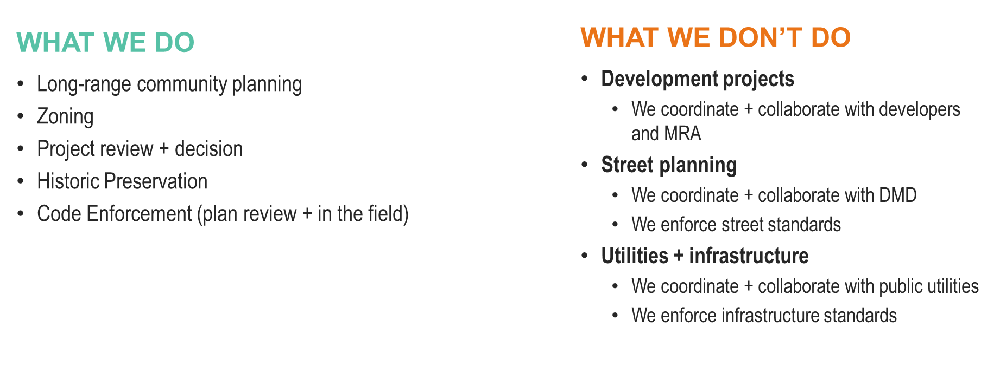 WHAT WE DO
• Long-range community planning
• Zoning
• Project review + decision
• Historic Preservation
• Code Enforcement (plan review + in the field)
WHAT WE DON’T DO
• Development projects
• We coordinate + collaborate with developers
and MRA
• Street planning
• We coordinate + collaborate with DMD
• We enforce street standards
• Utilities + infrastructure
• We coordinate + collaborate with public utilities
• We enforce infrastructure standards